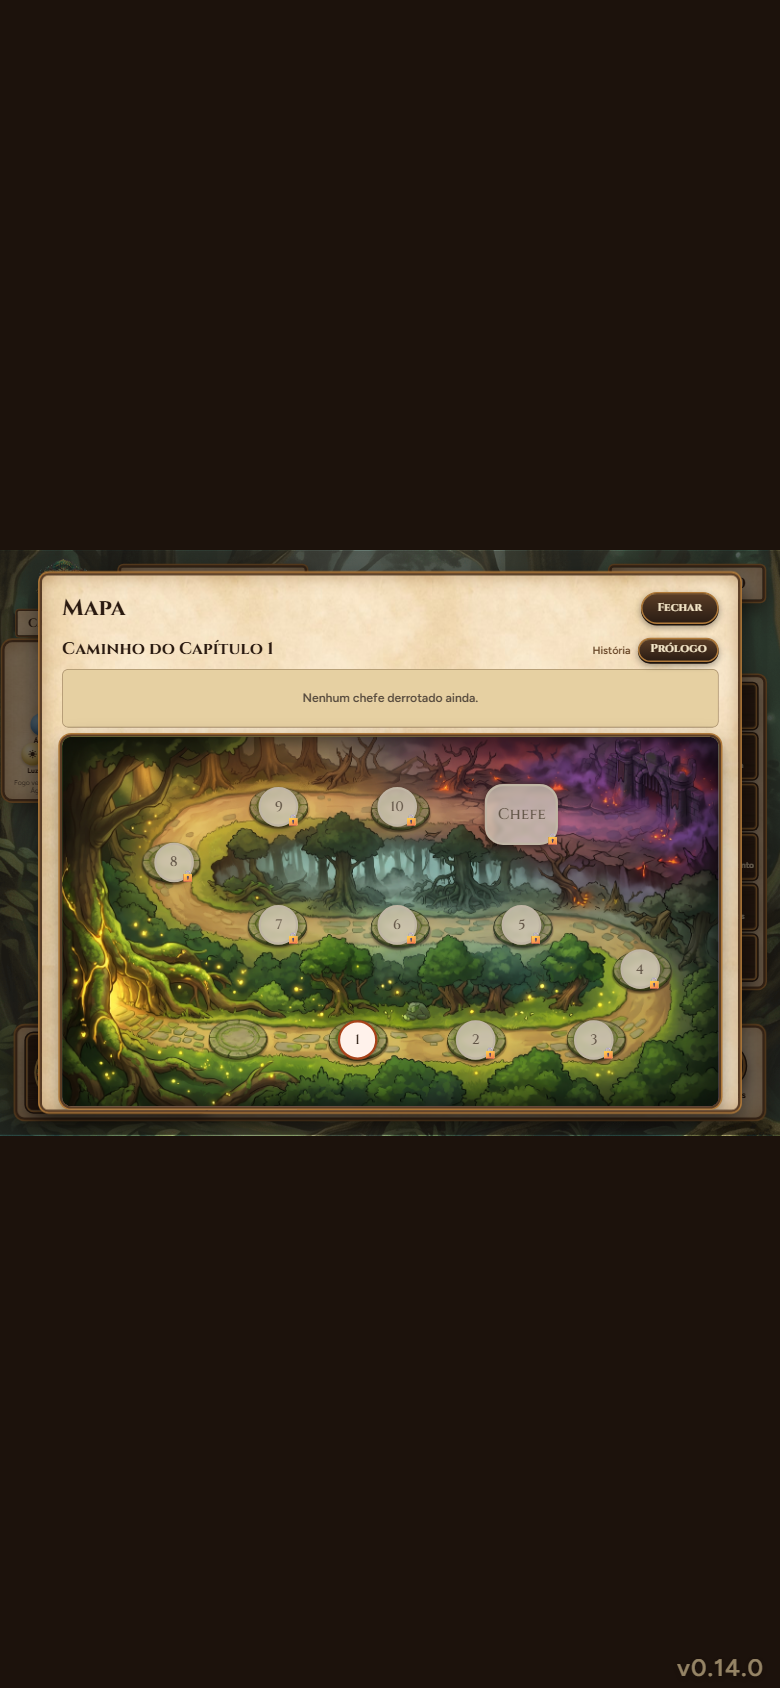 Mapa
Fechar
Caminho do Capítulo 1
História
Prólogo
Nenhum chefe derrotado ainda.
9
10
Chefe
8
7
6
5
4
1
2
3
v0.14.0